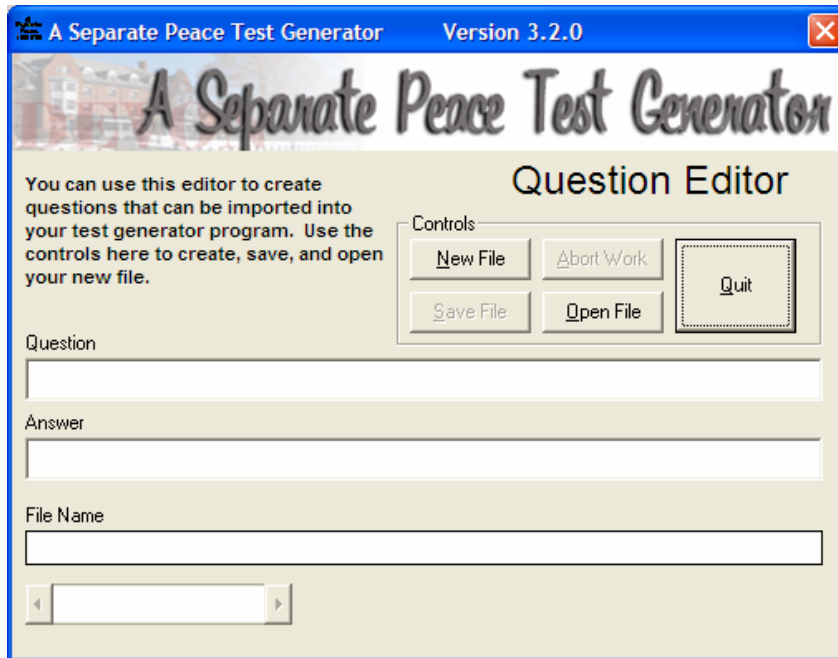 A Separate Peace Test Generator Version 3.2.0
A Separate Peace Test Generator
Question Editor
You can use this editor to create
questions that can be imported into
your test generator program. Use the
controls here to create, save, and open
your new file.
Controls
New File Abort Work Quit
Save File Open File
Question
Answer
File Name